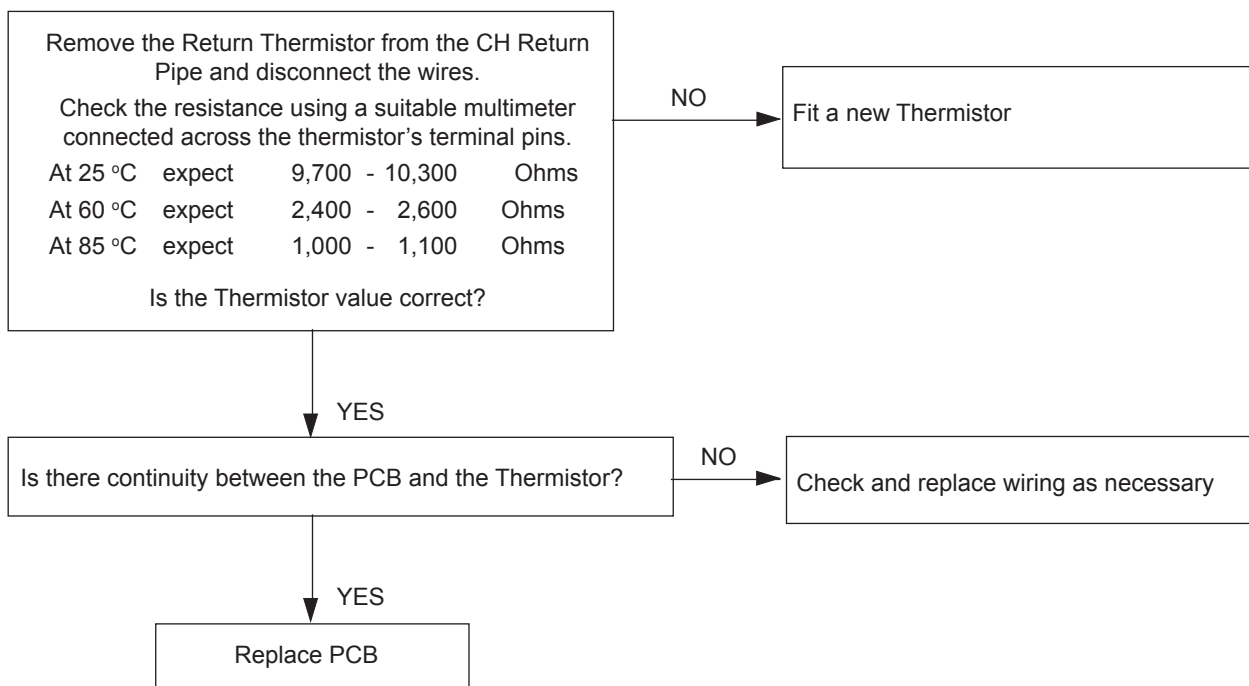 Remove the Return Thermistor from the CH Return
Pipe and disconnect the wires.
Check the resistance using a suitable multimeter
connected across the thermistor's terminal pins.
At 25 °C expect 9,700 - 10,300 Ohms
At 60 °C expect 2,400 - 2,600 Ohms
At 85 °C expect 1,000 - 1,100 Ohms
Is the Thermistor value correct?
NO
Fit a new Thermistor
YES
Is there continuity between the PCB and the Thermistor?
NO
Check and replace wiring as necessary
YES
Replace PCB